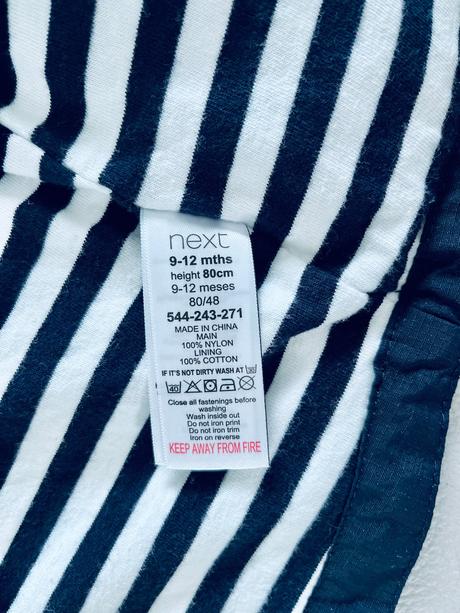 next
9-12 mths
height 80cm
9-12 meses
80/48
544-243-271
MADE IN CHINA
MAIN
100% NYLON
LINING
100% COTTON
IF IT'S NOT DIRTY WASH AT 30
40
Close all fastenings before
washing
Wash inside out
Do not iron print
Do not iron trim
Iron on reverse
KEEP AWAY FROM FIRE